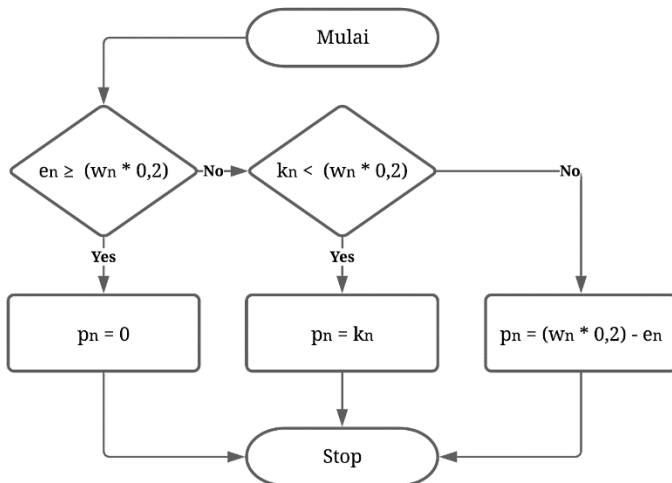 Mulai
en ≥ (wn * 0,2)
No
kn < (wn * 0,2)
No
Yes
Yes
pn = 0
pn = kn
pn = (wn * 0,2) - en
Stop